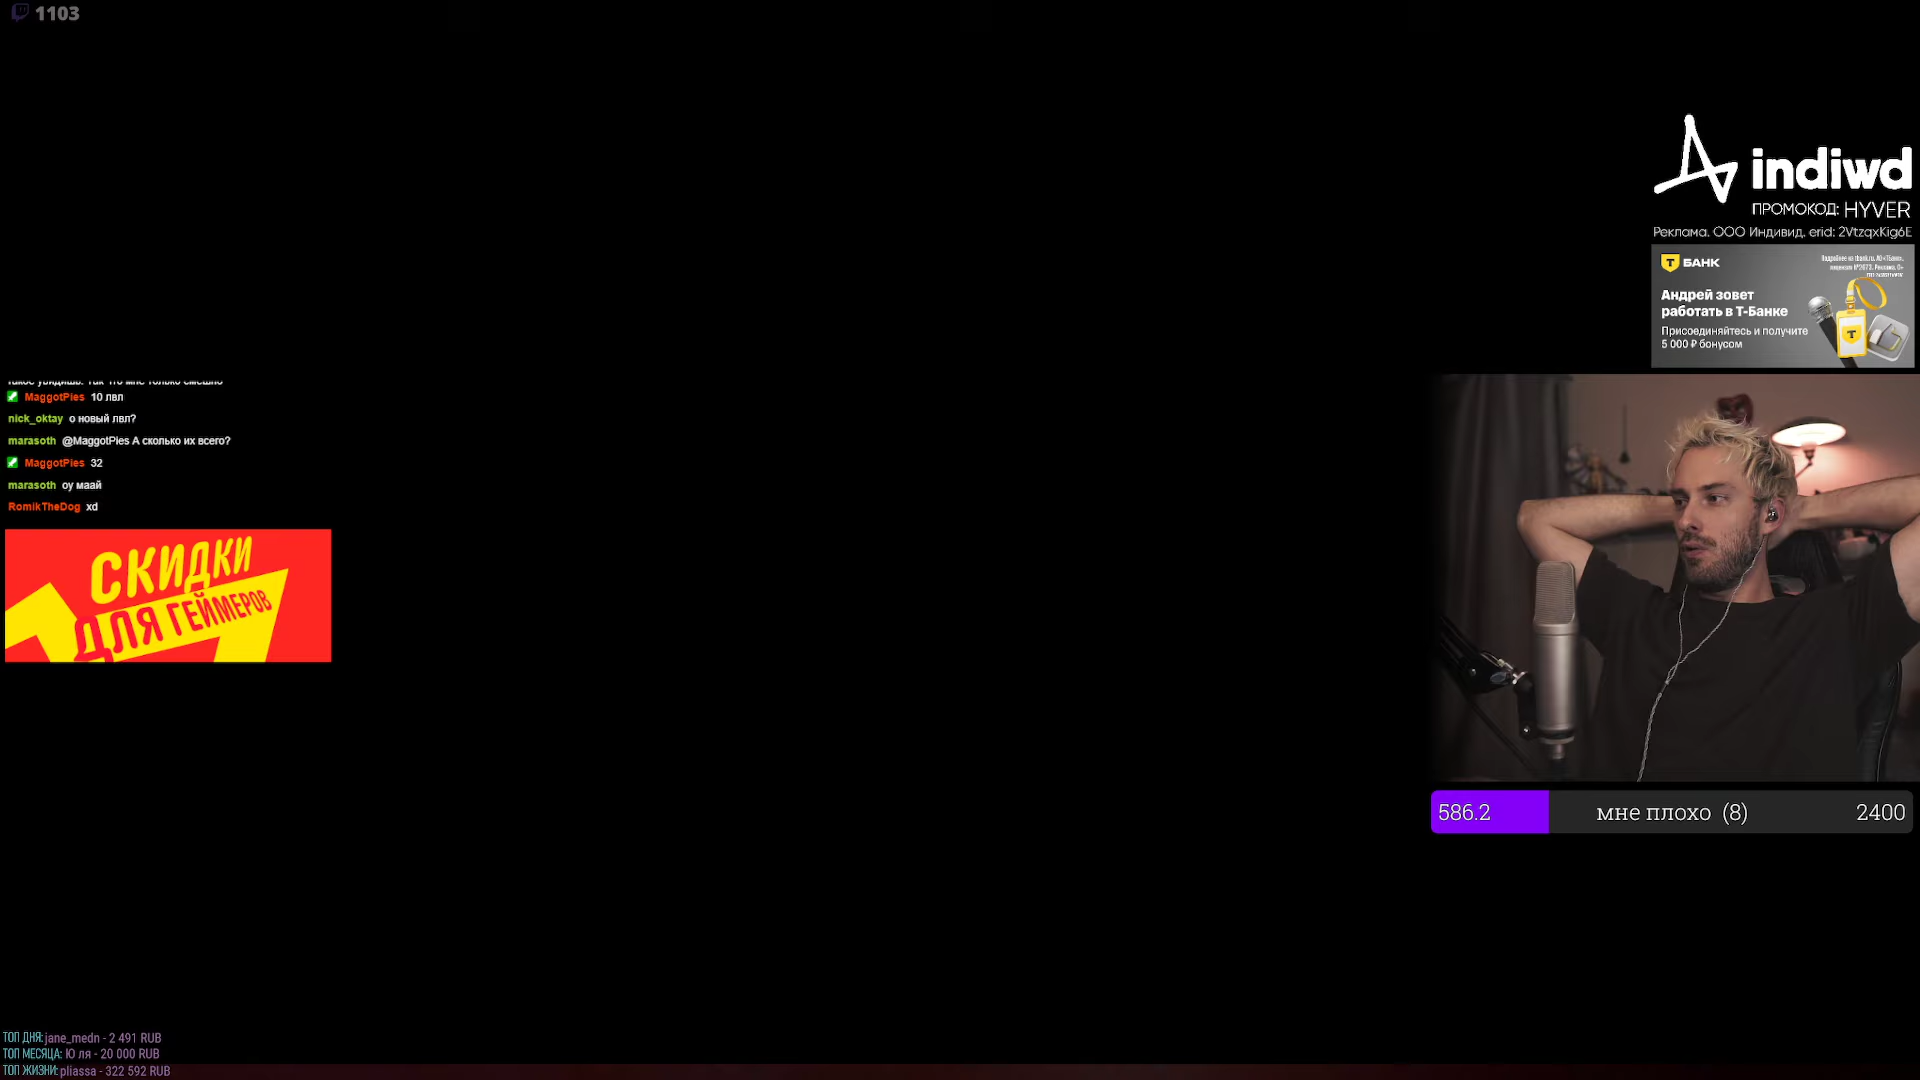 1103
indiwd
ПРОМОКОД: HYVER
Реклама. ООО Индивид. erid: 2VtzqxKig6E
Т БАНК
Андрей зовет
работать в Т-Банке
Присоединяйтесь и получите
5 000 ₽ бонусом
MaggotPies 10 лвл
nick_oktay о новый лвл?
marasoth @MaggotPies А сколько их всего?
MaggotPies 32
marasoth оу маай
RomikTheDog xd
СКИДКИ
ДЛЯ ГЕЙМЕРОВ
586.2 мне плохо (8) 2400
ТОП ДНЯ: jane_medn - 2 491 RUB
ТОП МЕСЯЦА: Ю ля - 20 000 RUB
ТОП ЖИЗНИ: pliassa - 322 592 RUB